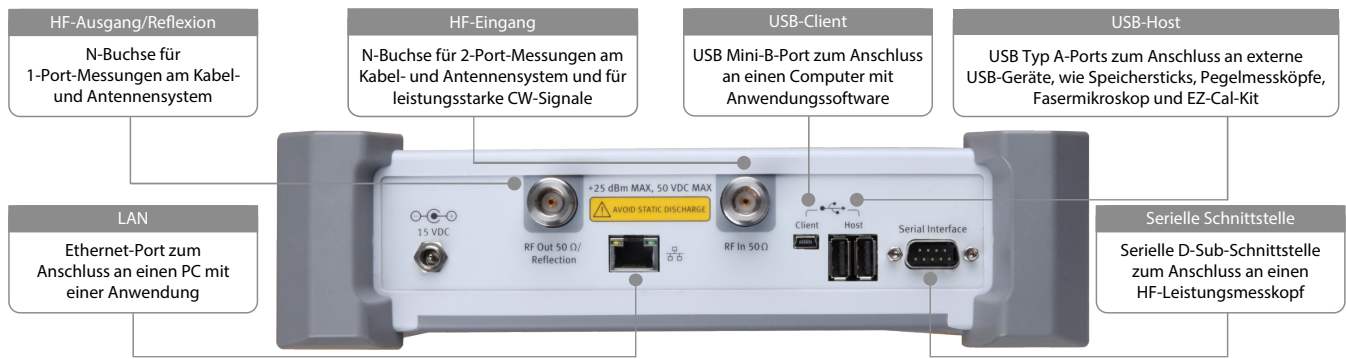 HF-Ausgang/Reflexion
N-Buchse für
1-Port-Messungen am Kabel-
und Antennensystem
HF-Eingang
N-Buchse für 2-Port-Messungen am
Kabel- und Antennensystem und für
leistungsstarke CW-Signale
USB-Client
USB Mini-B-Port zum Anschluss
an einen Computer mit
Anwendungssoftware
USB-Host
USB Typ A-Ports zum Anschluss an externe
USB-Geräte, wie Speichersticks, Pegelmessköpfe,
Fasermikroskop und EZ-Cal-Kit
LAN
Ethernet-Port zum
Anschluss an einen PC mit
einer Anwendung
15 VDC
RF Out 50 Ω/
Reflection
+25 dBm MAX, 50 VDC MAX
AVOID STATIC DISCHARGE
RF In 50 Ω
Client
Host
Serial Interface
Serielle Schnittstelle
Serielle D-Sub-Schnittstelle
zum Anschluss an einen
HF-Leistungsmesskopf